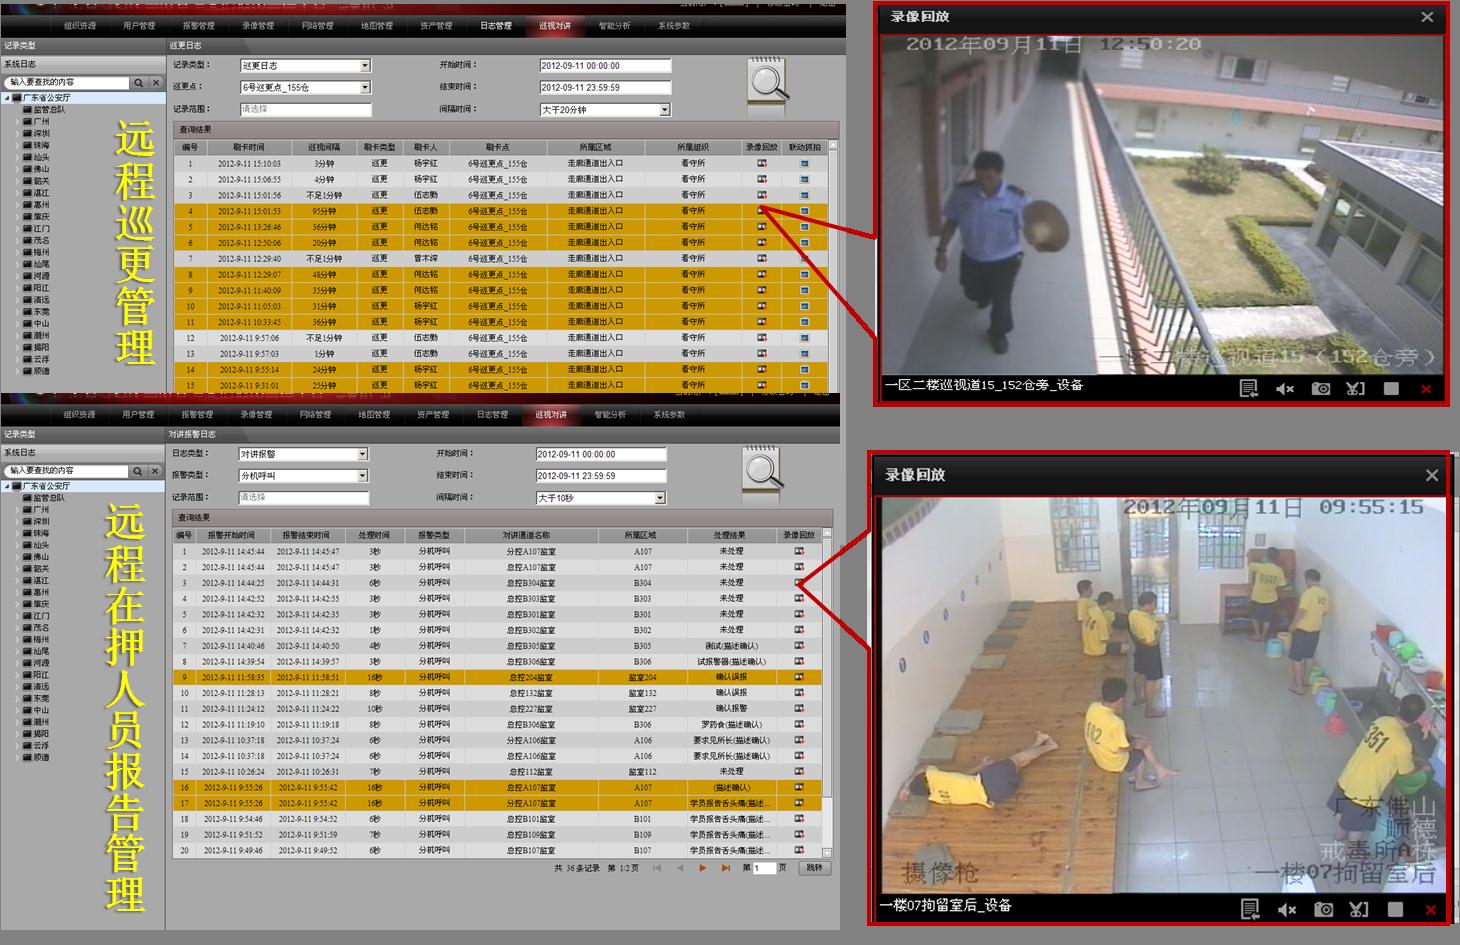 组织资源 用户管理 报警管理 录像管理 网络管理 地图管理 资产管理 日志管理 巡视对讲 智能分析 系统参数
记录类型 巡更日志
系统日志
输入要查找的内容
广东省公安厅
监管总队
广州
深圳
珠海
汕头
佛山
韶关
湛江
惠州
肇庆
江门
茂名
梅州
汕尾
河源
阳江
清远
东莞
中山
潮州
揭阳
云浮
顺德
远程巡更管理
记录类型： 巡更日志 开始时间： 2012-09-11 00:00:00
巡更点： 6号巡更点_155仓 结束时间： 2012-09-11 23:59:59
记录范围： 请选择 间隔时间： 大于20分钟
查询结果
编号 刷卡时间 巡视间隔 刷卡类型 刷卡人 刷卡点 所属区域 所属组织 录像回放 联动抓拍
1 2012-9-11 15:10:03 3分钟 巡更 杨宇红 6号巡更点_155仓 走廊通道出入口 看守所
2 2012-9-11 15:06:55 4分钟 巡更 杨宇红 6号巡更点_155仓 走廊通道出入口 看守所
3 2012-9-11 15:01:56 不足1分钟 巡更 伍志勤 6号巡更点_155仓 走廊通道出入口 看守所
4 2012-9-11 15:01:53 95分钟 巡更 伍志勤 6号巡更点_155仓 走廊通道出入口 看守所
5 2012-9-11 13:26:46 36分钟 巡更 何达铭 6号巡更点_155仓 走廊通道出入口 看守所
6 2012-9-11 12:50:06 20分钟 巡更 何达铭 6号巡更点_155仓 走廊通道出入口 看守所
7 2012-9-11 12:29:40 不足1分钟 巡更 曾木深 6号巡更点_155仓 走廊通道出入口 看守所
8 2012-9-11 12:29:07 48分钟 巡更 何达铭 6号巡更点_155仓 走廊通道出入口 看守所
9 2012-9-11 11:40:09 35分钟 巡更 何达铭 6号巡更点_155仓 走廊通道出入口 看守所
10 2012-9-11 11:05:03 31分钟 巡更 杨宇红 6号巡更点_155仓 走廊通道出入口 看守所
11 2012-9-11 10:33:45 36分钟 巡更 杨宇红 6号巡更点_155仓 走廊通道出入口 看守所
12 2012-9-11 9:57:06 不足1分钟 巡更 伍志勤 6号巡更点_155仓 走廊通道出入口 看守所
13 2012-9-11 9:57:03 1分钟 巡更 伍志勤 6号巡更点_155仓 走廊通道出入口 看守所
14 2012-9-11 9:55:14 24分钟 巡更 杨宇红 6号巡更点_155仓 走廊通道出入口 看守所
15 2012-9-11 9:31:01 25分钟 巡更 杨宇红 6号巡更点_155仓 走廊通道出入口 看守所
录像回放
2012年09月11日 12:50:20
一区二楼巡视道15（152仓旁）
一区二楼巡视道15_152仓旁_设备
组织资源 用户管理 报警管理 录像管理 网络管理 地图管理 资产管理 日志管理 巡视对讲 智能分析 系统参数
记录类型 对讲报警日志
系统日志
输入要查找的内容
广东省公安厅
监管总队
广州
深圳
珠海
汕头
佛山
韶关
湛江
惠州
肇庆
江门
茂名
梅州
汕尾
河源
阳江
清远
东莞
中山
潮州
揭阳
云浮
顺德
远程在押人员报告管理
日志类型： 对讲报警 开始时间： 2012-09-11 00:00:00
报警类型： 分机呼叫 结束时间： 2012-09-11 23:59:59
记录范围： 请选择 间隔时间： 大于10秒
查询结果
编号 报警开始时间 报警结束时间 处理时间 报警类型 对讲通道名称 所属区域 处理结果 录像回放
1 2012-9-11 14:45:44 2012-9-11 14:45:47 3秒 分机呼叫 分控A107监室 A107 未处理
2 2012-9-11 14:45:44 2012-9-11 14:45:47 3秒 分机呼叫 总控A107监室 A107 未处理
3 2012-9-11 14:44:25 2012-9-11 14:44:31 6秒 分机呼叫 总控B304监室 B304 未处理
4 2012-9-11 14:42:52 2012-9-11 14:42:55 3秒 分机呼叫 总控B303监室 B303 未处理
5 2012-9-11 14:42:32 2012-9-11 14:42:35 3秒 分机呼叫 总控B301监室 B301 未处理
6 2012-9-11 14:42:31 2012-9-11 14:42:32 1秒 分机呼叫 总控B302监室 B302 未处理
7 2012-9-11 14:40:46 2012-9-11 14:40:50 4秒 分机呼叫 总控B305监室 B305 测试(描述确认)
8 2012-9-11 14:39:54 2012-9-11 14:39:57 3秒 分机呼叫 总控B306监室 B306 试报警器(描述确认)
9 2012-9-11 11:58:35 2012-9-11 11:58:51 16秒 分机呼叫 总控204监室 监室204 确认误报
10 2012-9-11 11:28:13 2012-9-11 11:28:21 8秒 分机呼叫 总控132监室 监室132 确认误报
11 2012-9-11 11:24:12 2012-9-11 11:24:22 10秒 分机呼叫 总控227监室 监室227 确认报警
12 2012-9-11 11:19:10 2012-9-11 11:19:18 8秒 分机呼叫 总控B306监室 B306 罗药食(描述确认)
13 2012-9-11 10:37:18 2012-9-11 10:37:24 6秒 分机呼叫 分控A106监室 A106 要求见所长(描述确认)
14 2012-9-11 10:37:18 2012-9-11 10:37:24 6秒 分机呼叫 总控A106监室 A106 要求见所长(描述确认)
15 2012-9-11 10:26:24 2012-9-11 10:26:31 7秒 分机呼叫 总控112监室 监室112 未处理
16 2012-9-11 9:55:26 2012-9-11 9:55:42 16秒 分机呼叫 总控A107监室 A107 (描述确认)
17 2012-9-11 9:55:26 2012-9-11 9:55:42 16秒 分机呼叫 分控A107监室 A107 学员报告舌头痛(描述...
18 2012-9-11 9:54:46 2012-9-11 9:54:52 6秒 分机呼叫 总控B101监室 B101 学员报告舌头痛(描述...
19 2012-9-11 9:51:52 2012-9-11 9:51:59 7秒 分机呼叫 总控B109监室 B109 学员报告舌头痛(描述...
20 2012-9-11 9:49:46 2012-9-11 9:49:52 6秒 分机呼叫 总控B107监室 B107 学员报告舌头痛(描述...
共 36条记录 第 1/2 页 第 1 页 跳转
录像回放
2012年09月11日 09:55:15
182
351
广东佛山
顺德
戒毒所A栋
摄像枪 一楼07拘留室后
一楼07拘留室后_设备